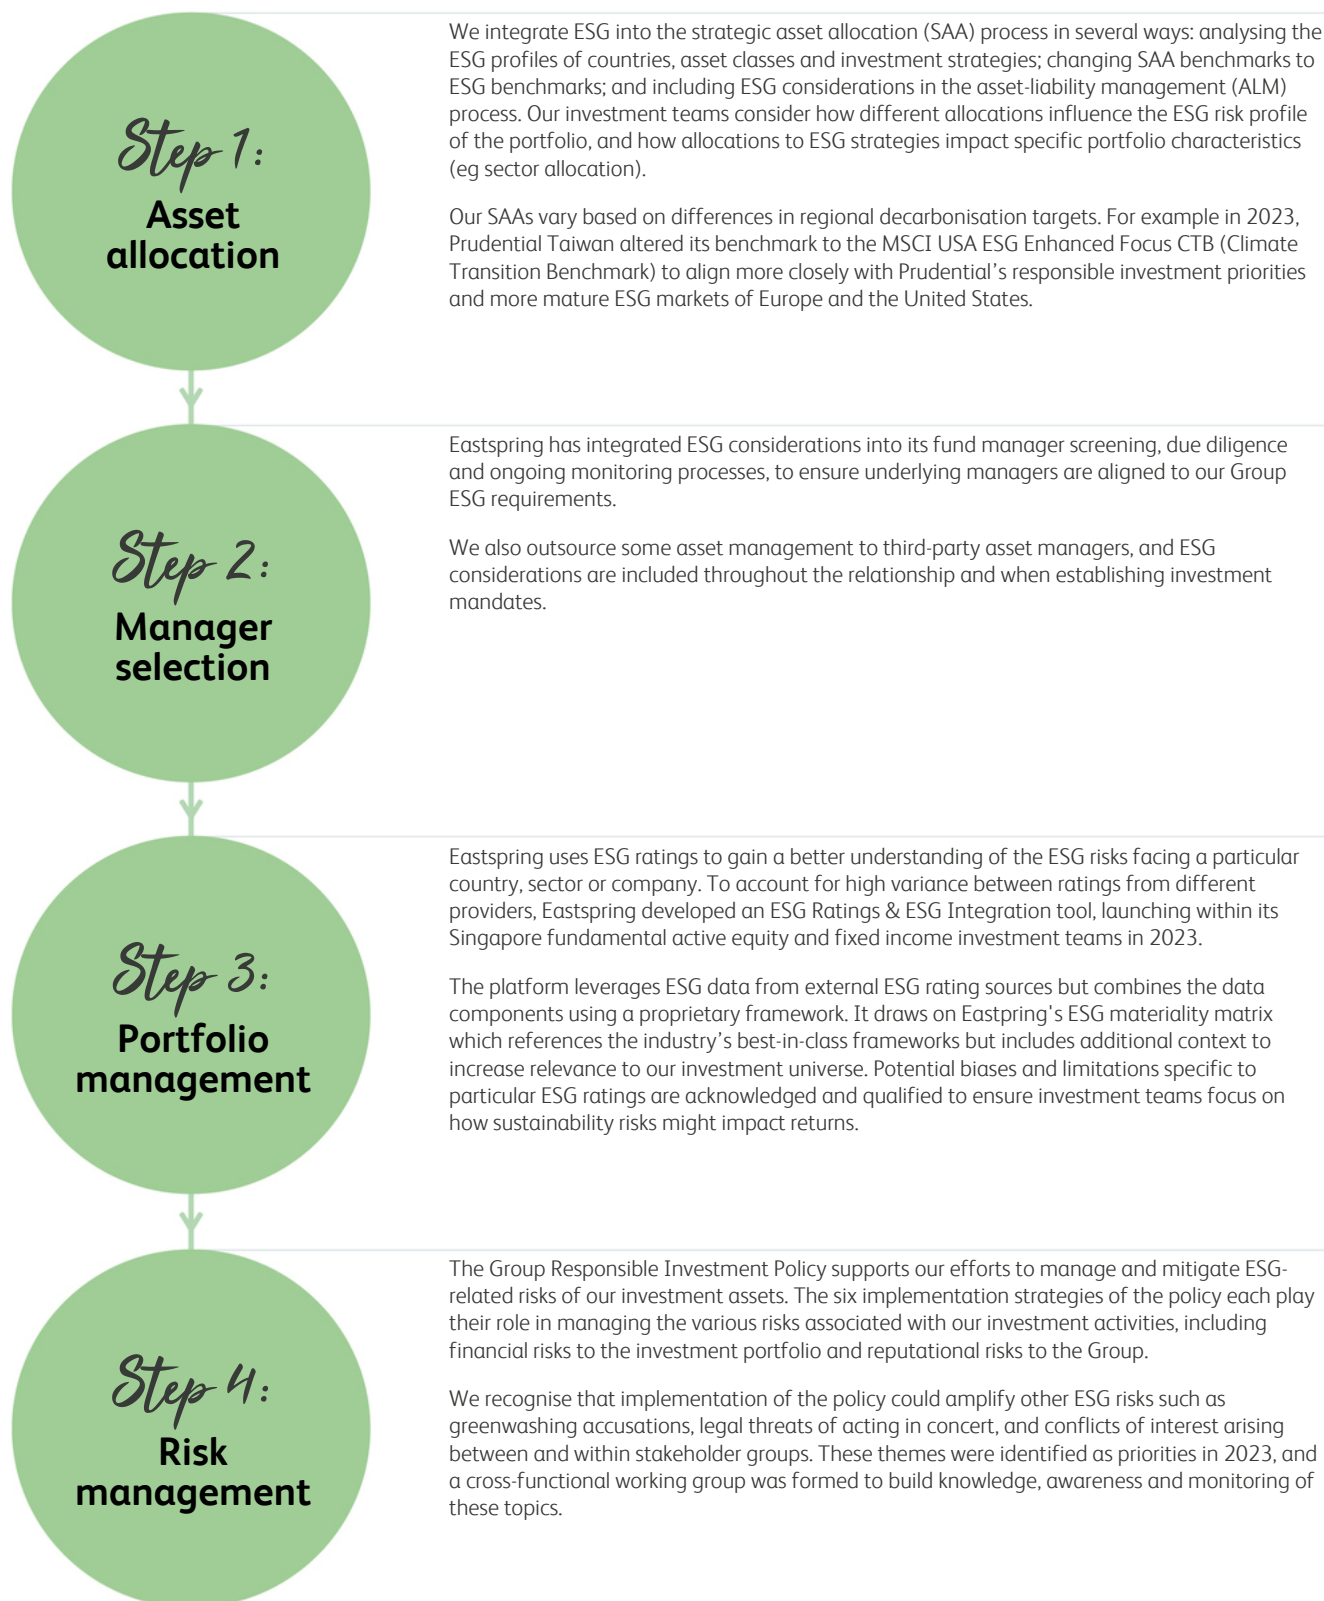 Step 1:
Asset
allocation
We integrate ESG into the strategic asset allocation (SAA) process in several ways: analysing the
ESG profiles of countries, asset classes and investment strategies; changing SAA benchmarks to
ESG benchmarks; and including ESG considerations in the asset-liability management (ALM)
process. Our investment teams consider how different allocations influence the ESG risk profile
of the portfolio, and how allocations to ESG strategies impact specific portfolio characteristics
(eg sector allocation).
Our SAAs vary based on differences in regional decarbonisation targets. For example in 2023,
Prudential Taiwan altered its benchmark to the MSCI USA ESG Enhanced Focus CTB (Climate
Transition Benchmark) to align more closely with Prudential’s responsible investment priorities
and more mature ESG markets of Europe and the United States.
Step 2:
Manager
selection
Eastspring has integrated ESG considerations into its fund manager screening, due diligence
and ongoing monitoring processes, to ensure underlying managers are aligned to our Group
ESG requirements.
We also outsource some asset management to third-party asset managers, and ESG
considerations are included throughout the relationship and when establishing investment
mandates.
Step 3:
Portfolio
management
Eastspring uses ESG ratings to gain a better understanding of the ESG risks facing a particular
country, sector or company. To account for high variance between ratings from different
providers, Eastspring developed an ESG Ratings & ESG Integration tool, launching within its
Singapore fundamental active equity and fixed income investment teams in 2023.
The platform leverages ESG data from external ESG rating sources but combines the data
components using a proprietary framework. It draws on Eastpring's ESG materiality matrix
which references the industry’s best-in-class frameworks but includes additional context to
increase relevance to our investment universe. Potential biases and limitations specific to
particular ESG ratings are acknowledged and qualified to ensure investment teams focus on
how sustainability risks might impact returns.
Step 4:
Risk
management
The Group Responsible Investment Policy supports our efforts to manage and mitigate ESG-
related risks of our investment assets. The six implementation strategies of the policy each play
their role in managing the various risks associated with our investment activities, including
financial risks to the investment portfolio and reputational risks to the Group.
We recognise that implementation of the policy could amplify other ESG risks such as
greenwashing accusations, legal threats of acting in concert, and conflicts of interest arising
between and within stakeholder groups. These themes were identified as priorities in 2023, and
a cross-functional working group was formed to build knowledge, awareness and monitoring of
these topics.